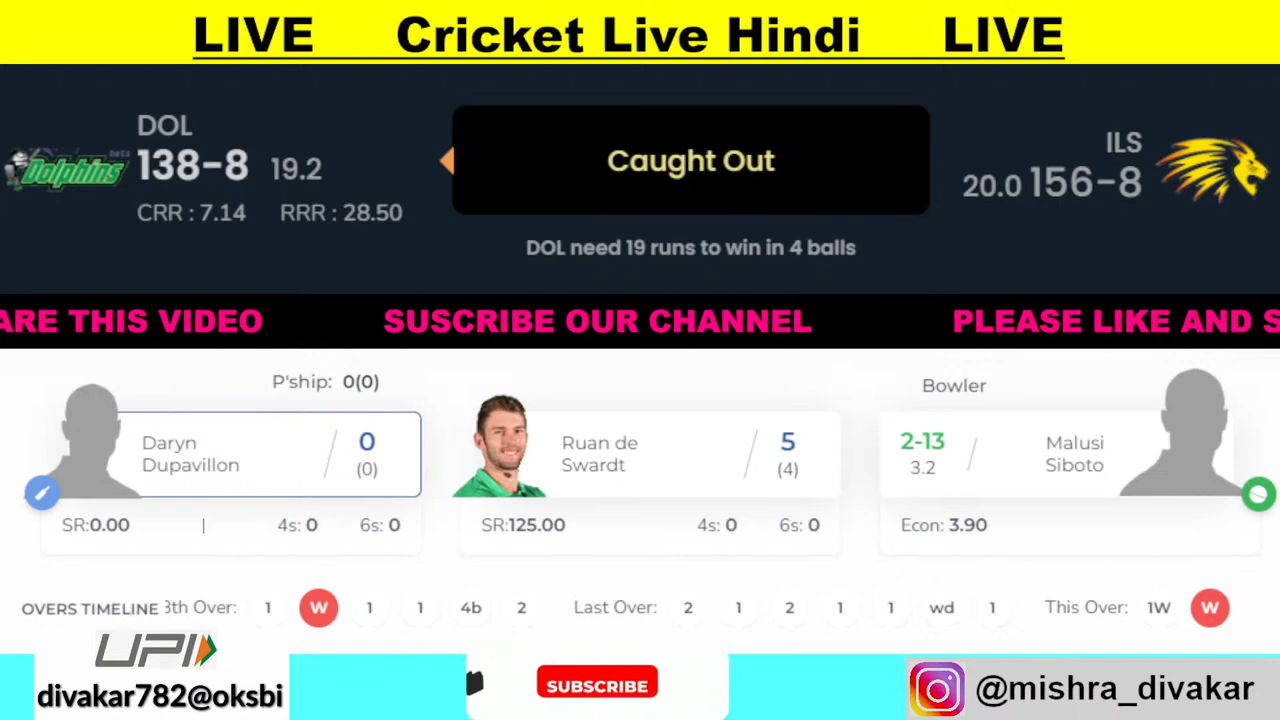 LIVE Cricket Live Hindi LIVE
DOL
138-8 19.2
CRR : 7.14 RRR : 28.50
Dolphins
Caught Out
DOL need 19 runs to win in 4 balls
ILS
20.0 156-8
ARE THIS VIDEO SUSCRIBE OUR CHANNEL PLEASE LIKE AND S
P'ship: 0(0)
Daryn
Dupavillon
0
(0)
SR:0.00 | 4s: 0 6s: 0
Ruan de
Swardt
5
(4)
SR:125.00 4s: 0 6s: 0
Bowler
2-13
3.2
Malusi
Siboto
Econ: 3.90
OVERS TIMELINE 8th Over: 1 W 1 1 4b 2 Last Over: 2 1 2 1 1 wd 1 This Over: 1W W
UPI
divakar782@oksbi
SUBSCRIBE
@mishra_divakar